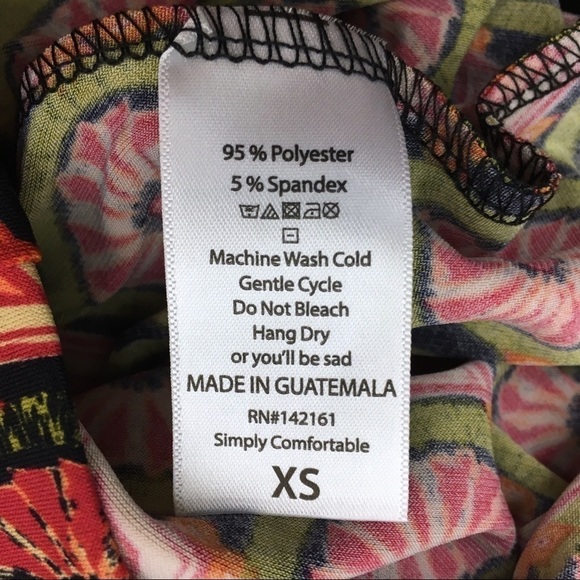 95 % Polyester
5 % Spandex
Machine Wash Cold
Gentle Cycle
Do Not Bleach
Hang Dry
or you'll be sad
MADE IN GUATEMALA
RN#142161
Simply Comfortable
XS